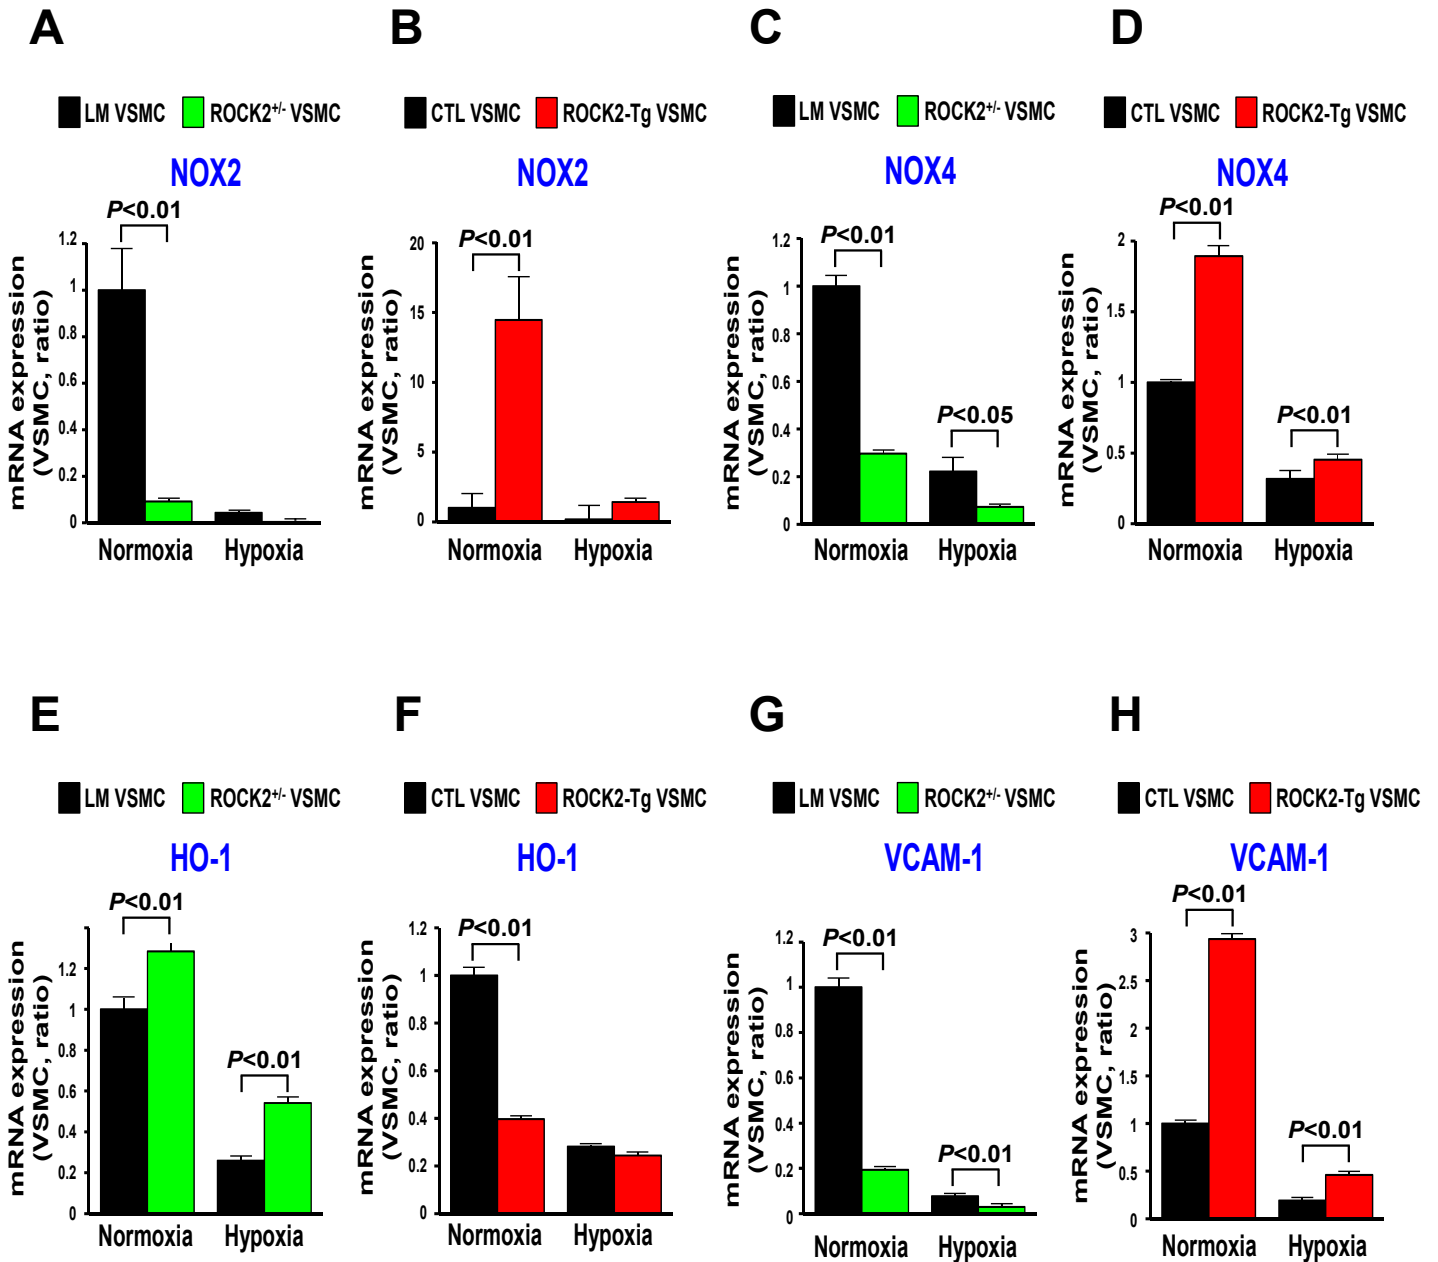 A
B
C
D
LM VSMC ROCK2+/- VSMC
CTL VSMC ROCK2-Tg VSMC
LM VSMC ROCK2+/- VSMC
CTL VSMC ROCK2-Tg VSMC
NOX2
NOX2
NOX4
NOX4
mRNA expression
(VSMC, ratio)
1.2
1
0.8
0.6
0.4
0.2
0
P<0.01
Normoxia Hypoxia
mRNA expression
(VSMC, ratio)
20
15
10
5
0
P<0.01
Normoxia Hypoxia
mRNA expression
(VSMC, ratio)
1.2
1
0.8
0.6
0.4
0.2
0
P<0.01
P<0.05
Normoxia Hypoxia
mRNA expression
(VSMC, ratio)
2
1.5
1
0.5
0
P<0.01
P<0.01
Normoxia Hypoxia
E
F
G
H
LM VSMC ROCK2+/- VSMC
CTL VSMC ROCK2-Tg VSMC
LM VSMC ROCK2+/- VSMC
CTL VSMC ROCK2-Tg VSMC
HO-1
HO-1
VCAM-1
VCAM-1
mRNA expression
(VSMC, ratio)
1.2
1
0.8
0.6
0.4
0.2
0
P<0.01
P<0.01
Normoxia Hypoxia
mRNA expression
(VSMC, ratio)
1.2
1
0.8
0.6
0.4
0.2
0
P<0.01
Normoxia Hypoxia
mRNA expression
(VSMC, ratio)
1.2
1
0.8
0.6
0.4
0.2
0
P<0.01
P<0.01
Normoxia Hypoxia
mRNA expression
(VSMC, ratio)
3
2.5
2
1.5
1
0.5
0
P<0.01
P<0.01
Normoxia Hypoxia